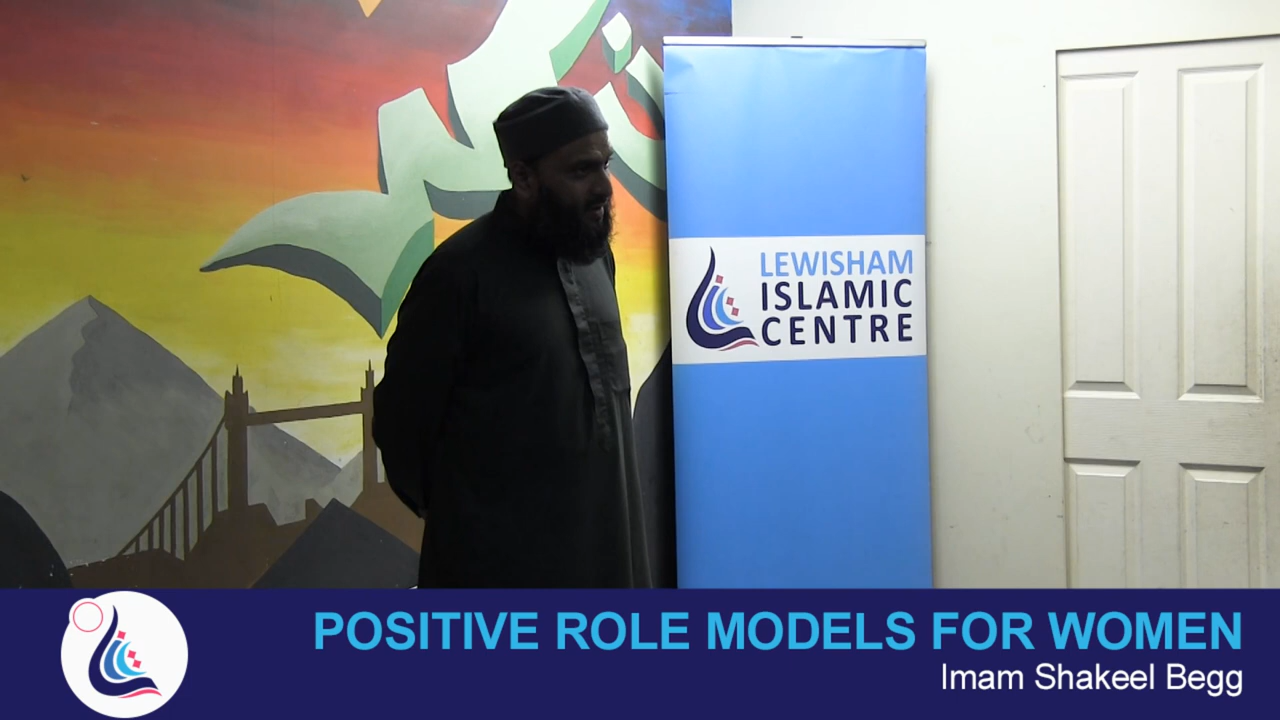 LEWISHAM
ISLAMIC
CENTRE
POSITIVE ROLE MODELS FOR WOMEN
Imam Shakeel Begg